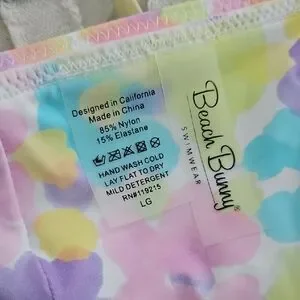 Designed in California
Made in China
85% Nylon
15% Elastane
HAND WASH COLD
LAY FLAT TO DRY
MILD DETERGENT
RN#119215
LG
Beach Bunny®
SWIMWEAR